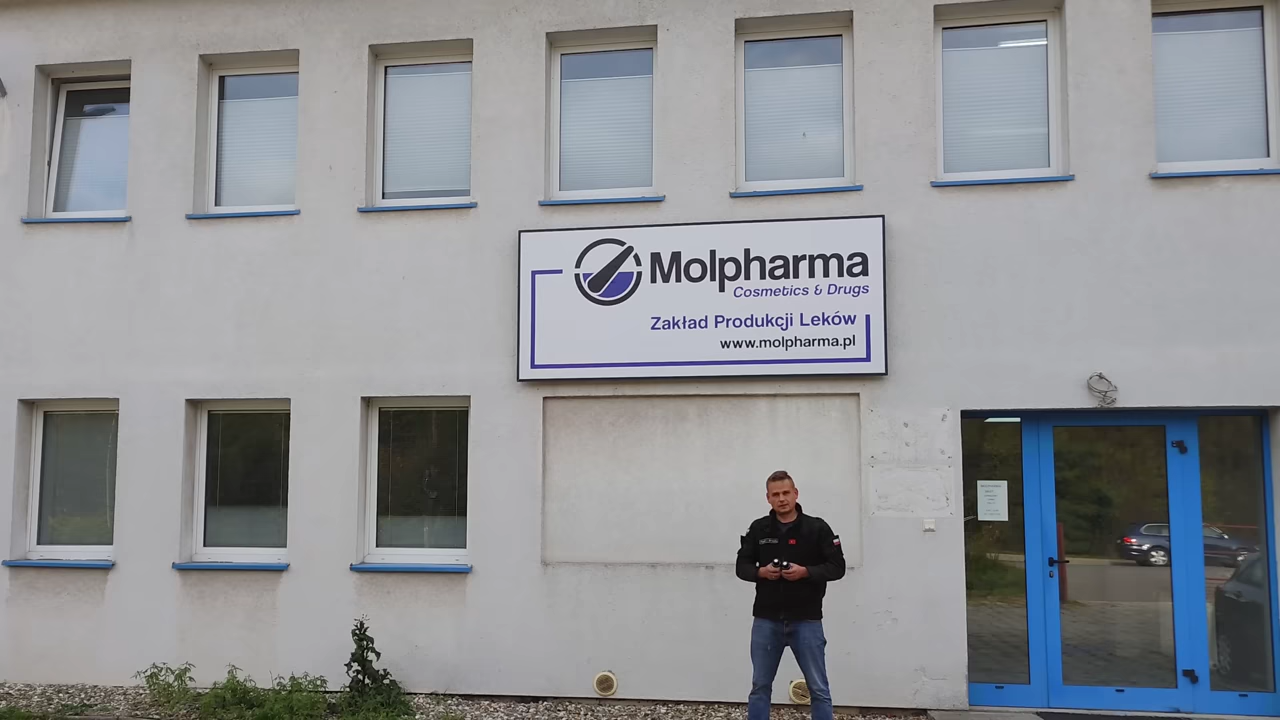 Molpharma
Cosmetics & Drugs
Zakład Produkcji Leków
www.molpharma.pl